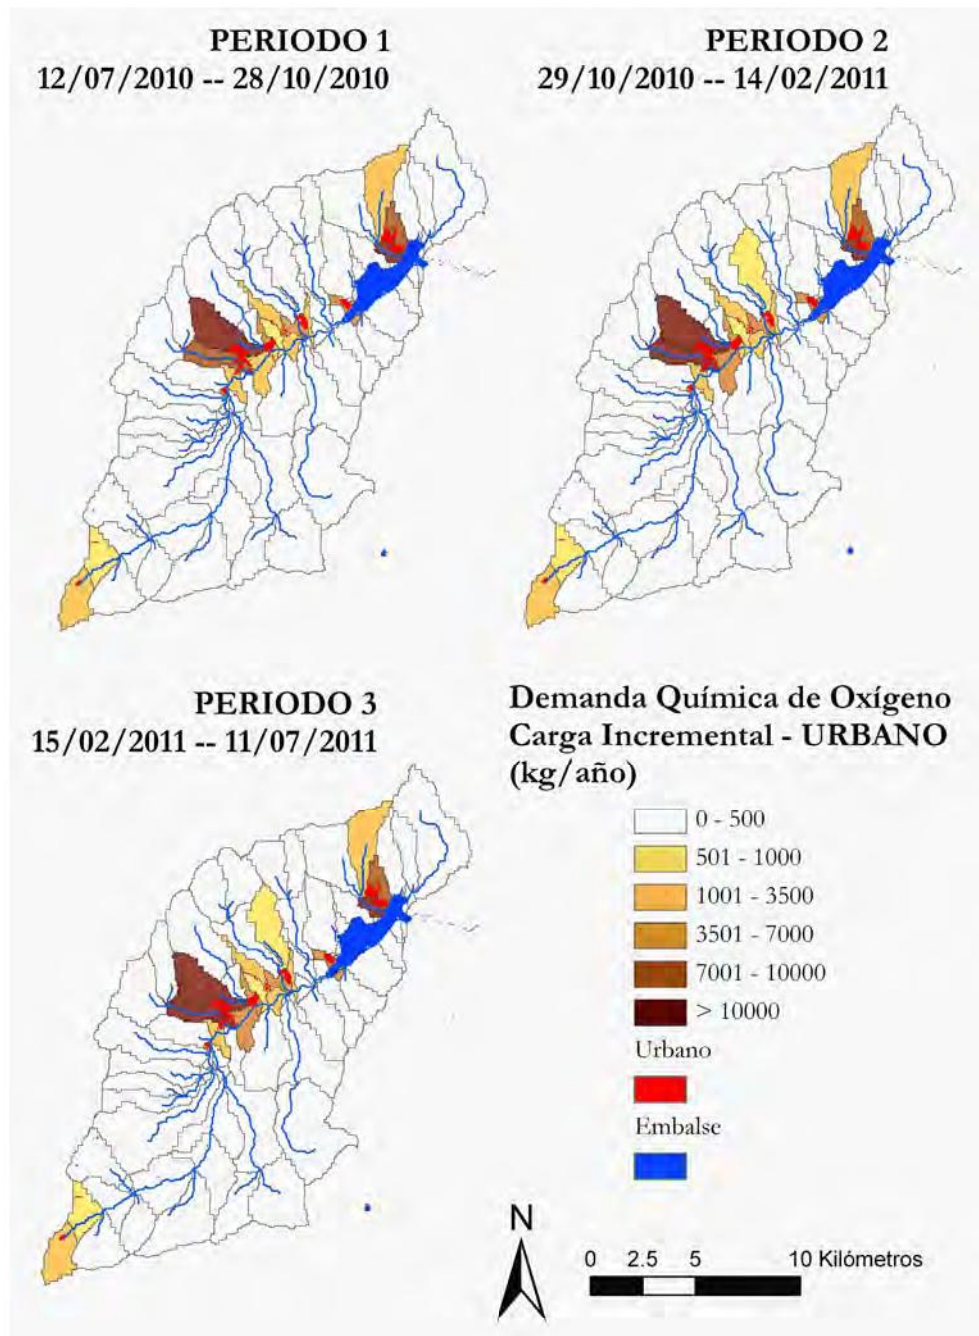 PERIODO 1
12/07/2010 -- 28/10/2010
PERIODO 2
29/10/2010 -- 14/02/2011
PERIODO 3
15/02/2011 -- 11/07/2011
Demanda Química de Oxígeno
Carga Incremental - URBANO
(kg/año)
0 - 500
501 - 1000
1001 - 3500
3501 - 7000
7001 - 10000
> 10000
Urbano
Embalse
N
0 2.5 5 10 Kilómetros